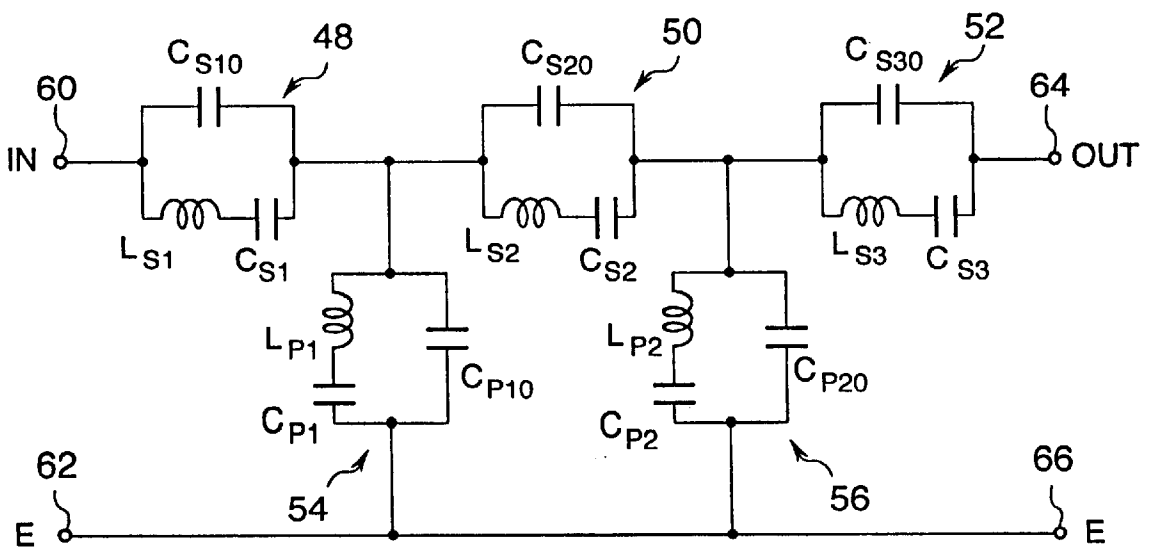 48
50
52
C S10
C S20
C S30
60
64
IN
OUT
L S1
C S1
L S2
C S2
L S3
C S3
L P1
C P10
C P1
L P2
C P20
C P2
62
54
56
66
E
E